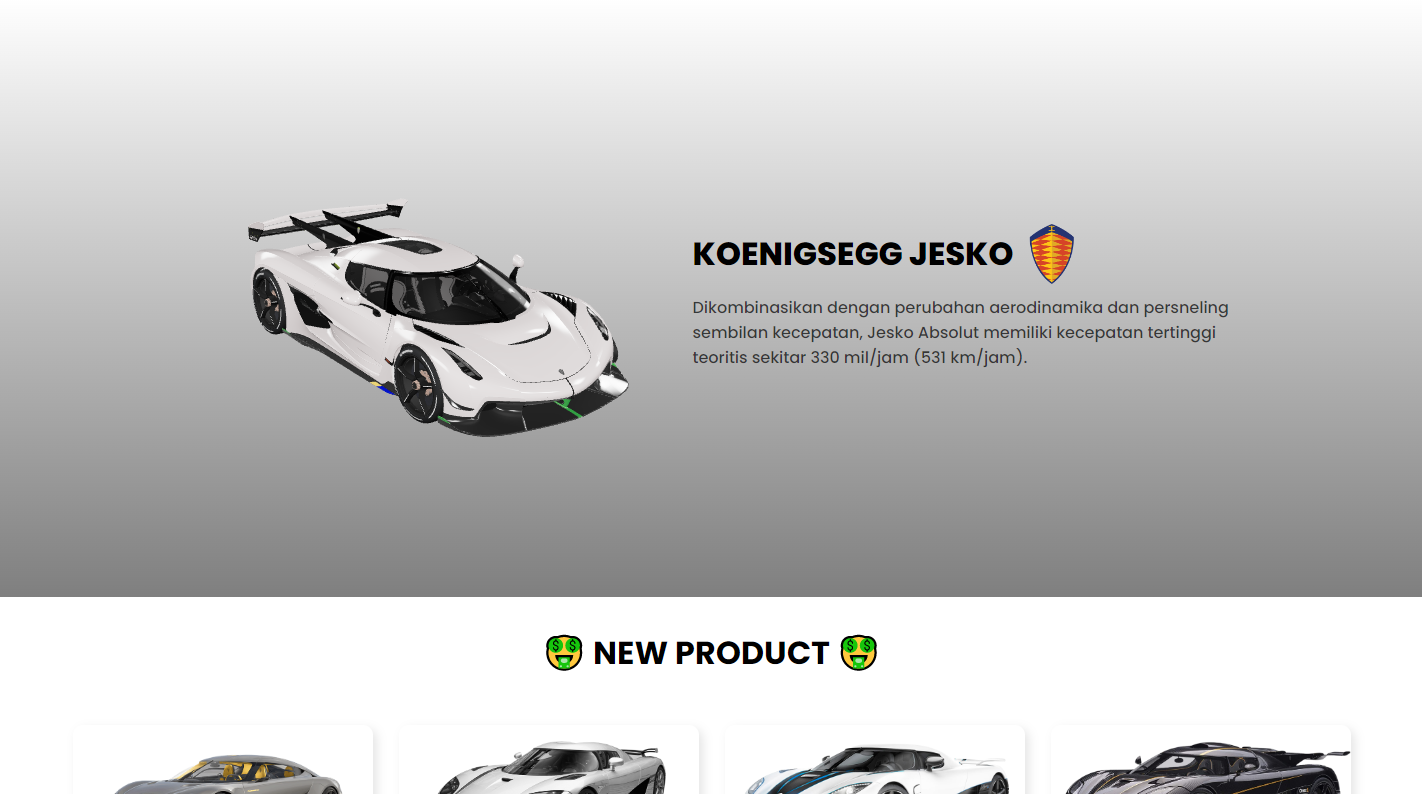 KOENIGSEGG JESKO
Dikombinasikan dengan perubahan aerodinamika dan persneling
sembilan kecepatan, Jesko Absolut memiliki kecepatan tertinggi
teoritis sekitar 330 mil/jam (531 km/jam).
🤑 NEW PRODUCT 🤑